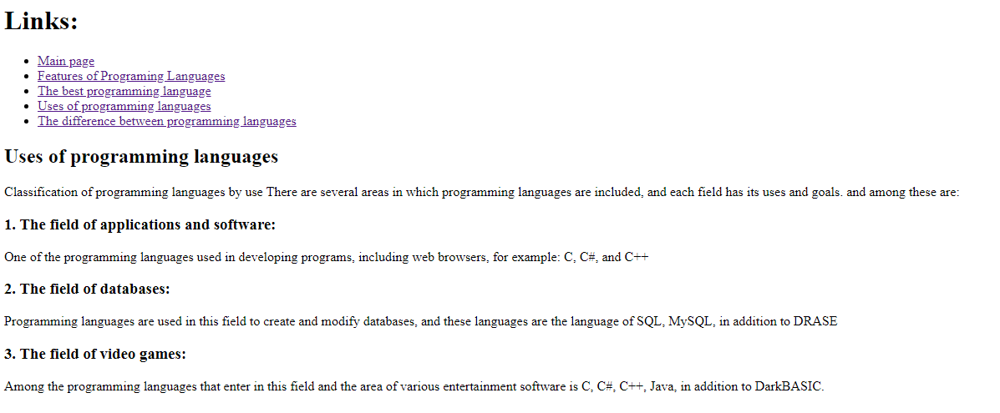 Links:
Main page
Features of Programing Languages
The best programming language
Uses of programming languages
The difference between programming languages
Uses of programming languages
Classification of programming languages by use There are several areas in which programming languages are included, and each field has its uses and goals. and among these are:
1. The field of applications and software:
One of the programming languages used in developing programs, including web browsers, for example: C, C#, and C++
2. The field of databases:
Programming languages are used in this field to create and modify databases, and these languages are the language of SQL, MySQL, in addition to DRASE
3. The field of video games:
Among the programming languages that enter in this field and the area of various entertainment software is C, C#, C++, Java, in addition to DarkBASIC.